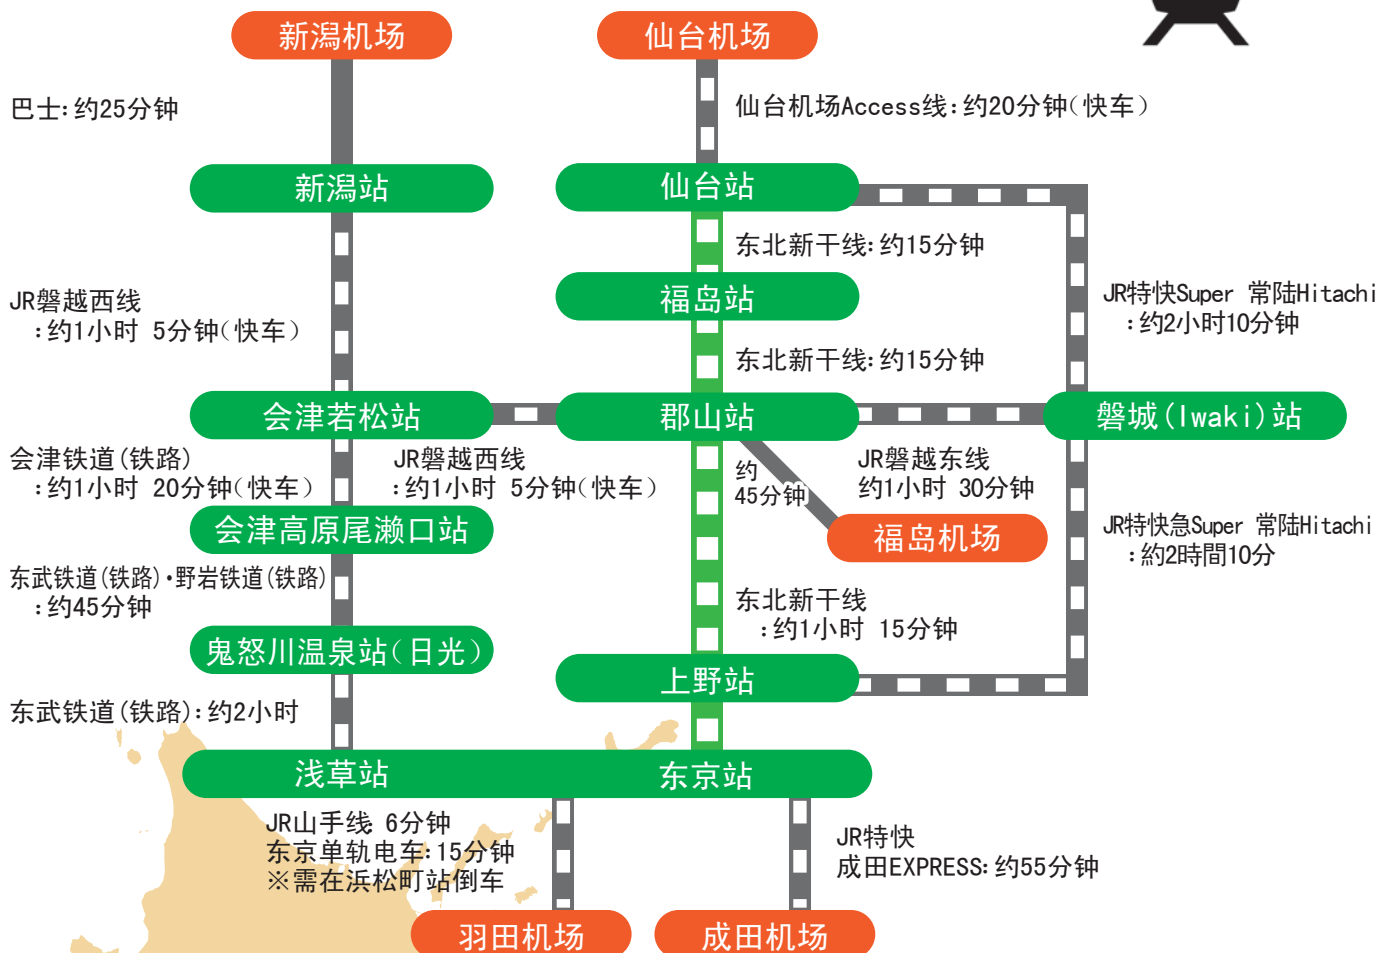 新潟机场
仙台机场
巴士:约25分钟
仙台机场Access线:约20分钟(快车)
新潟站
仙台站
东北新干线:约15分钟
福岛站
JR磐越西线
:约1小时 5分钟(快车)
JR特快Super 常陆Hitachi
:约2小时10分钟
东北新干线:约15分钟
会津若松站
郡山站
磐城(Iwaki)站
会津铁道(铁路)
:约1小时 20分钟(快车)
JR磐越西线
:约1小时 5分钟(快车)
约
45分钟
JR磐越东线
约1小时 30分钟
会津高原尾濑口站
福岛机场
JR特快急Super 常陆Hitachi
:約2時間10分
东武铁道(铁路)•野岩铁道(铁路)
:约45分钟
东北新干线
:约1小时 15分钟
鬼怒川温泉站(日光)
上野站
东武铁道(铁路):约2小时
浅草站
东京站
JR山手线:6分钟
东京单轨电车:15分钟
※需在浜松町站倒车
JR特快
成田EXPRESS:约55分钟
羽田机场
成田机场